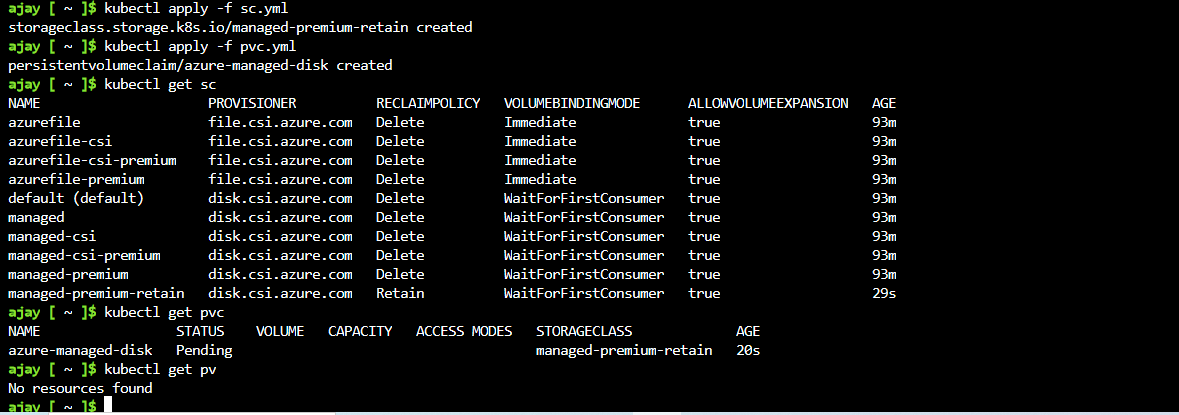 ajay [ ~ ]$ kubectl apply -f sc.yml
storageclass.storage.k8s.io/managed-premium-retain created
ajay [ ~ ]$ kubectl apply -f pvc.yml
persistentvolumeclaim/azure-managed-disk created
ajay [ ~ ]$ kubectl get sc
NAME PROVISIONER RECLAIMPOLICY VOLUMEBINDINGMODE ALLOWVOLUMEEXPANSION AGE
azurefile file.csi.azure.com Delete Immediate true 93m
azurefile-csi file.csi.azure.com Delete Immediate true 93m
azurefile-csi-premium file.csi.azure.com Delete Immediate true 93m
azurefile-premium file.csi.azure.com Delete Immediate true 93m
default (default) disk.csi.azure.com Delete WaitForFirstConsumer true 93m
managed disk.csi.azure.com Delete WaitForFirstConsumer true 93m
managed-csi disk.csi.azure.com Delete WaitForFirstConsumer true 93m
managed-csi-premium disk.csi.azure.com Delete WaitForFirstConsumer true 93m
managed-premium disk.csi.azure.com Delete WaitForFirstConsumer true 93m
managed-premium-retain disk.csi.azure.com Retain WaitForFirstConsumer true 29s
ajay [ ~ ]$ kubectl get pvc
NAME STATUS VOLUME CAPACITY ACCESS MODES STORAGECLASS AGE
azure-managed-disk Pending managed-premium-retain 20s
ajay [ ~ ]$ kubectl get pv
No resources found
ajay [ ~ ]$